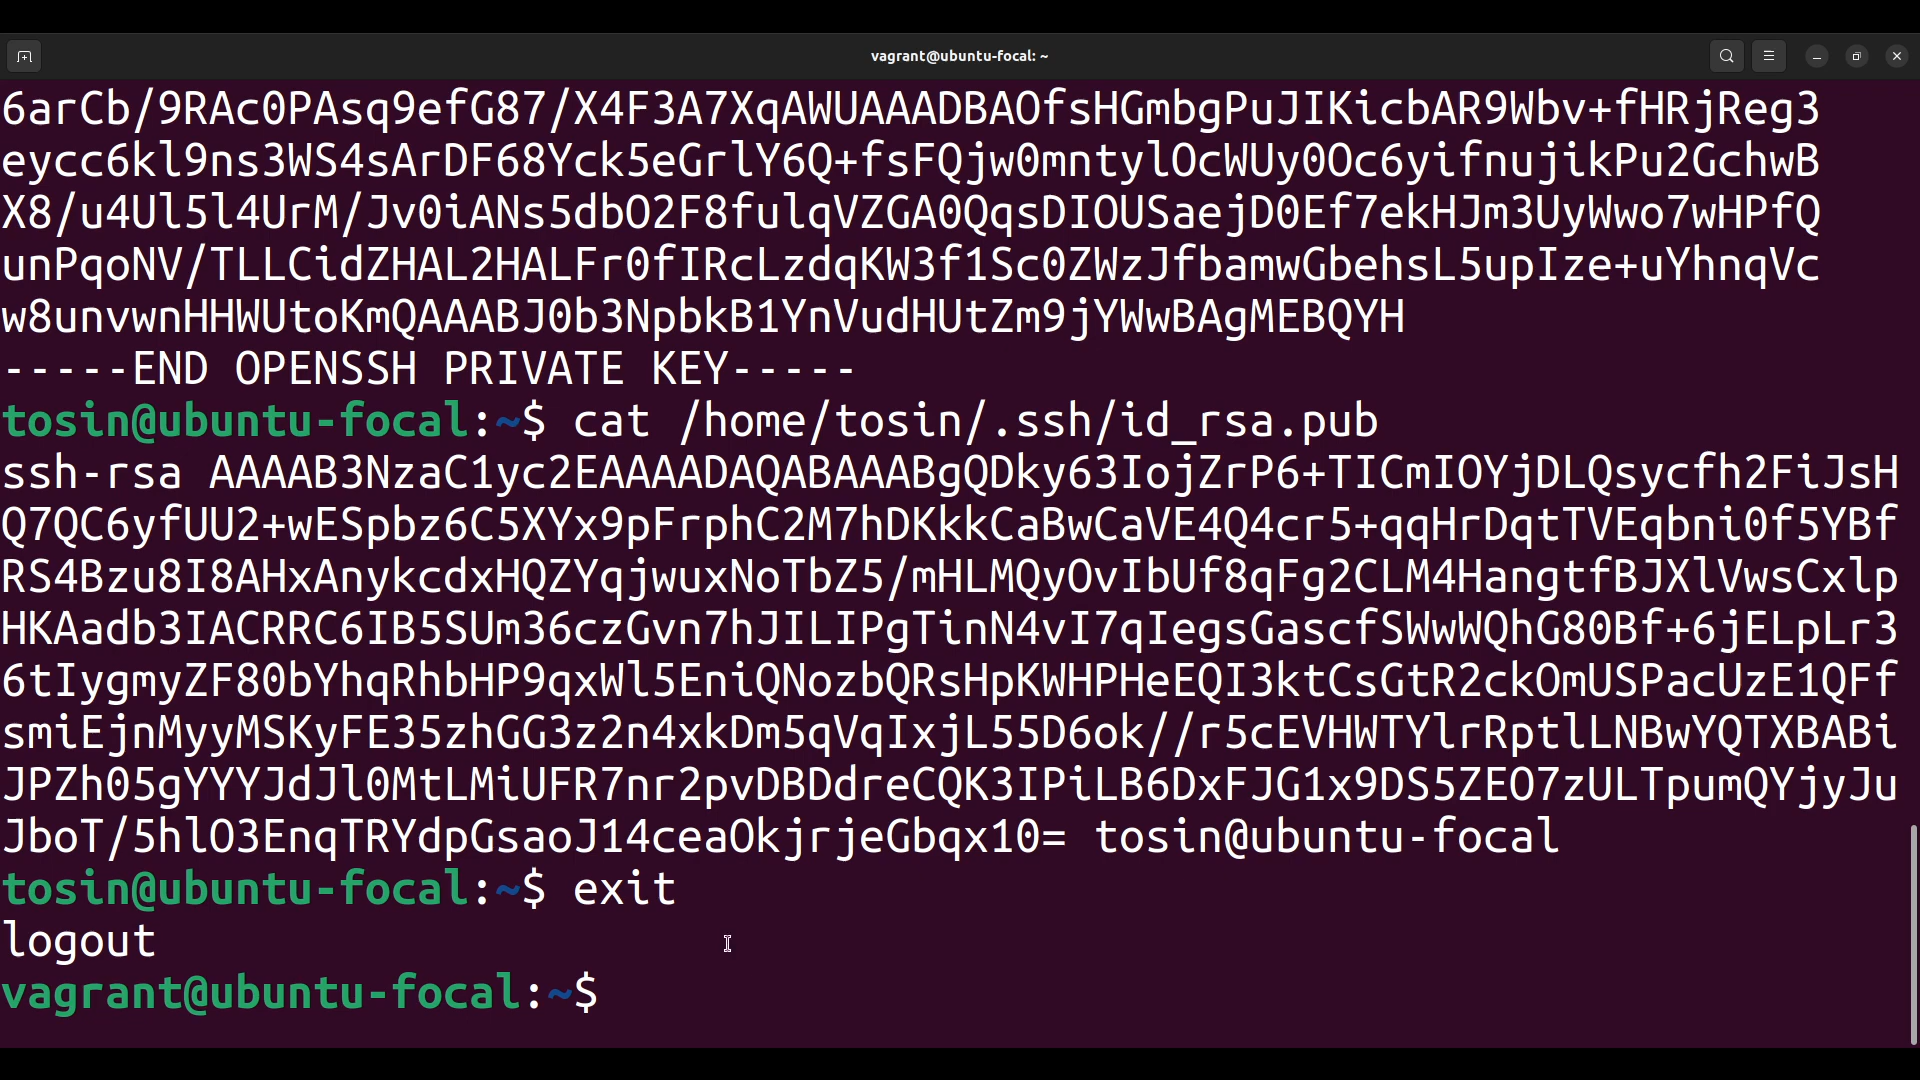 vagrant@ubuntu-focal: ~
6arCb/9RAc0PAsq9efG87/X4F3A7XqAWUAAADBAOfsHGmbgPuJIKicbAR9Wbv+fHRjReg3
eycc6kl9ns3WS4sArDF68Yck5eGrlY6Q+fsFQjw0mntylOcWUy0Oc6yifnujikPu2GchwB
X8/u4Ul5l4UrM/Jv0iANs5dbO2F8fulqVZGA0QqsDIOUSaejD0Ef7ekHJm3UyWwo7wHPfQ
unPqoNV/TLLCidZHAL2HALFr0fIRcLzdqKW3f1Sc0ZWzJfbamwGbehsL5upIze+uYhnqVc
w8unvwnHHWUtoKmQAAABJ0b3NpbkB1YnVudHUtZm9jYWwBAgMEBQYH
-----END OPENSSH PRIVATE KEY-----
tosin@ubuntu-focal:~$ cat /home/tosin/.ssh/id_rsa.pub
ssh-rsa AAAAB3NzaC1yc2EAAAADAQABAAABgQDky63IojZrP6+TICmIOYjDLQsycfh2FiJsH
Q7QC6yfUU2+wESpbz6C5XYx9pFrphC2M7hDKkkCaBwCaVE4Q4cr5+qqHrDqtTVEqbni0f5YBf
RS4Bzu8I8AHxAnykcdxHQZYqjwuxNoTbZ5/mHLMQyOvIbUf8qFg2CLM4HangtfBJXlVwsCxlp
HKAadb3IACRRC6IB5SUm36czGvn7hJILIPgTinN4vI7qIegsGascfSWwWQhG80Bf+6jELpLr3
6tIygmyZF80bYhqRhbHP9qxWl5EniQNozbQRsHpKWHPHeEQI3ktCsGtR2ckOmUSPacUzE1QFf
smiEjnMyyMSKyFE35zhGG3z2n4xkDm5qVqIxjL55D6ok//r5cEVHWTYlrRptlLNBwYQTXBABi
JPZh05gYYYJdJl0MtLMiUFR7nr2pvDBDdreCQK3IPiLB6DxFJG1x9DS5ZEO7zULTpumQYjyJu
JboT/5hlO3EnqTRYdpGsaoJ14ceaOkjrjeGbqx10= tosin@ubuntu-focal
tosin@ubuntu-focal:~$ exit
logout
vagrant@ubuntu-focal:~$